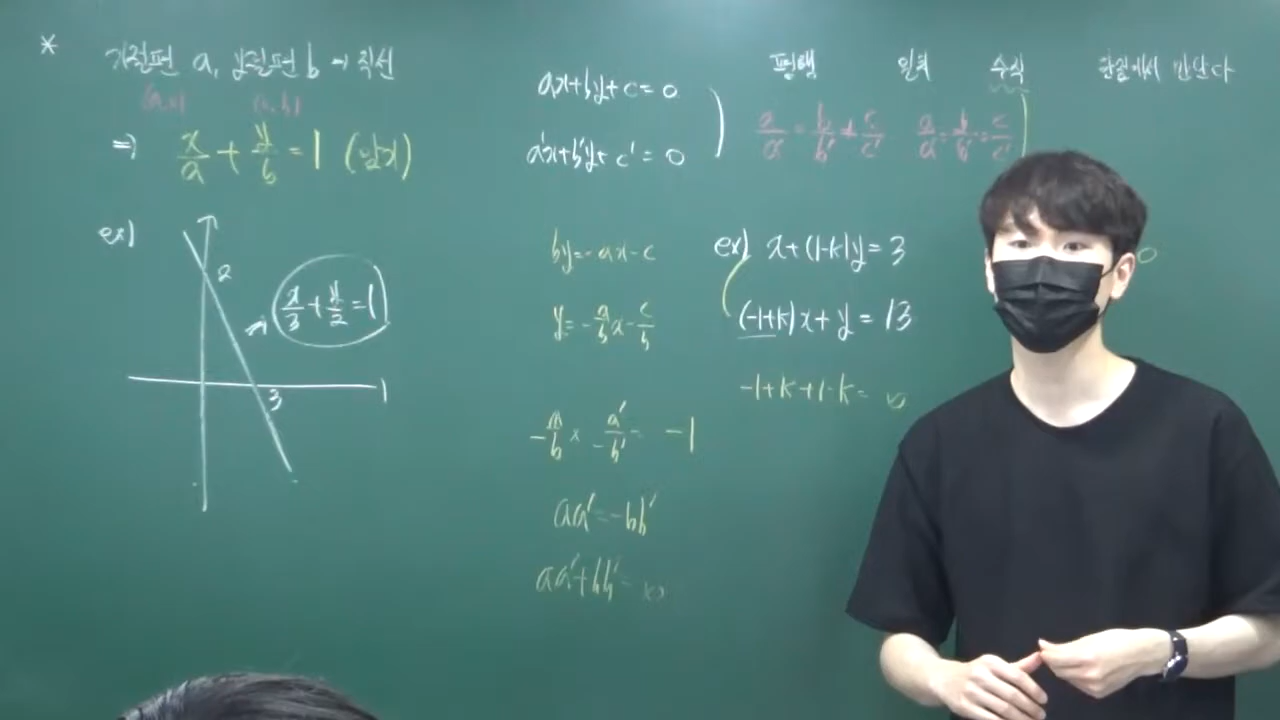 * x절편 a, y절편 b → 직선
(a, 0) (0, b)
⇒ x/a + y/b = 1 (암기)
ex)
2
x/3 + y/2 = 1
3
ax+by+c=0
a'x+b'y+c'=0
by=-ax-c
y=-a/b x-c/b
-a/b × -a'/b' = -1
aa'=-bb'
aa'+bb'=0
평행 일치 수직 한점에서 만난다
a/a' = b/b' ≠ c/c' a/a' = b/b' = c/c'
ex) x+(1-k)y=3
(-1+k)x+y=13
-1+k+1-k=0